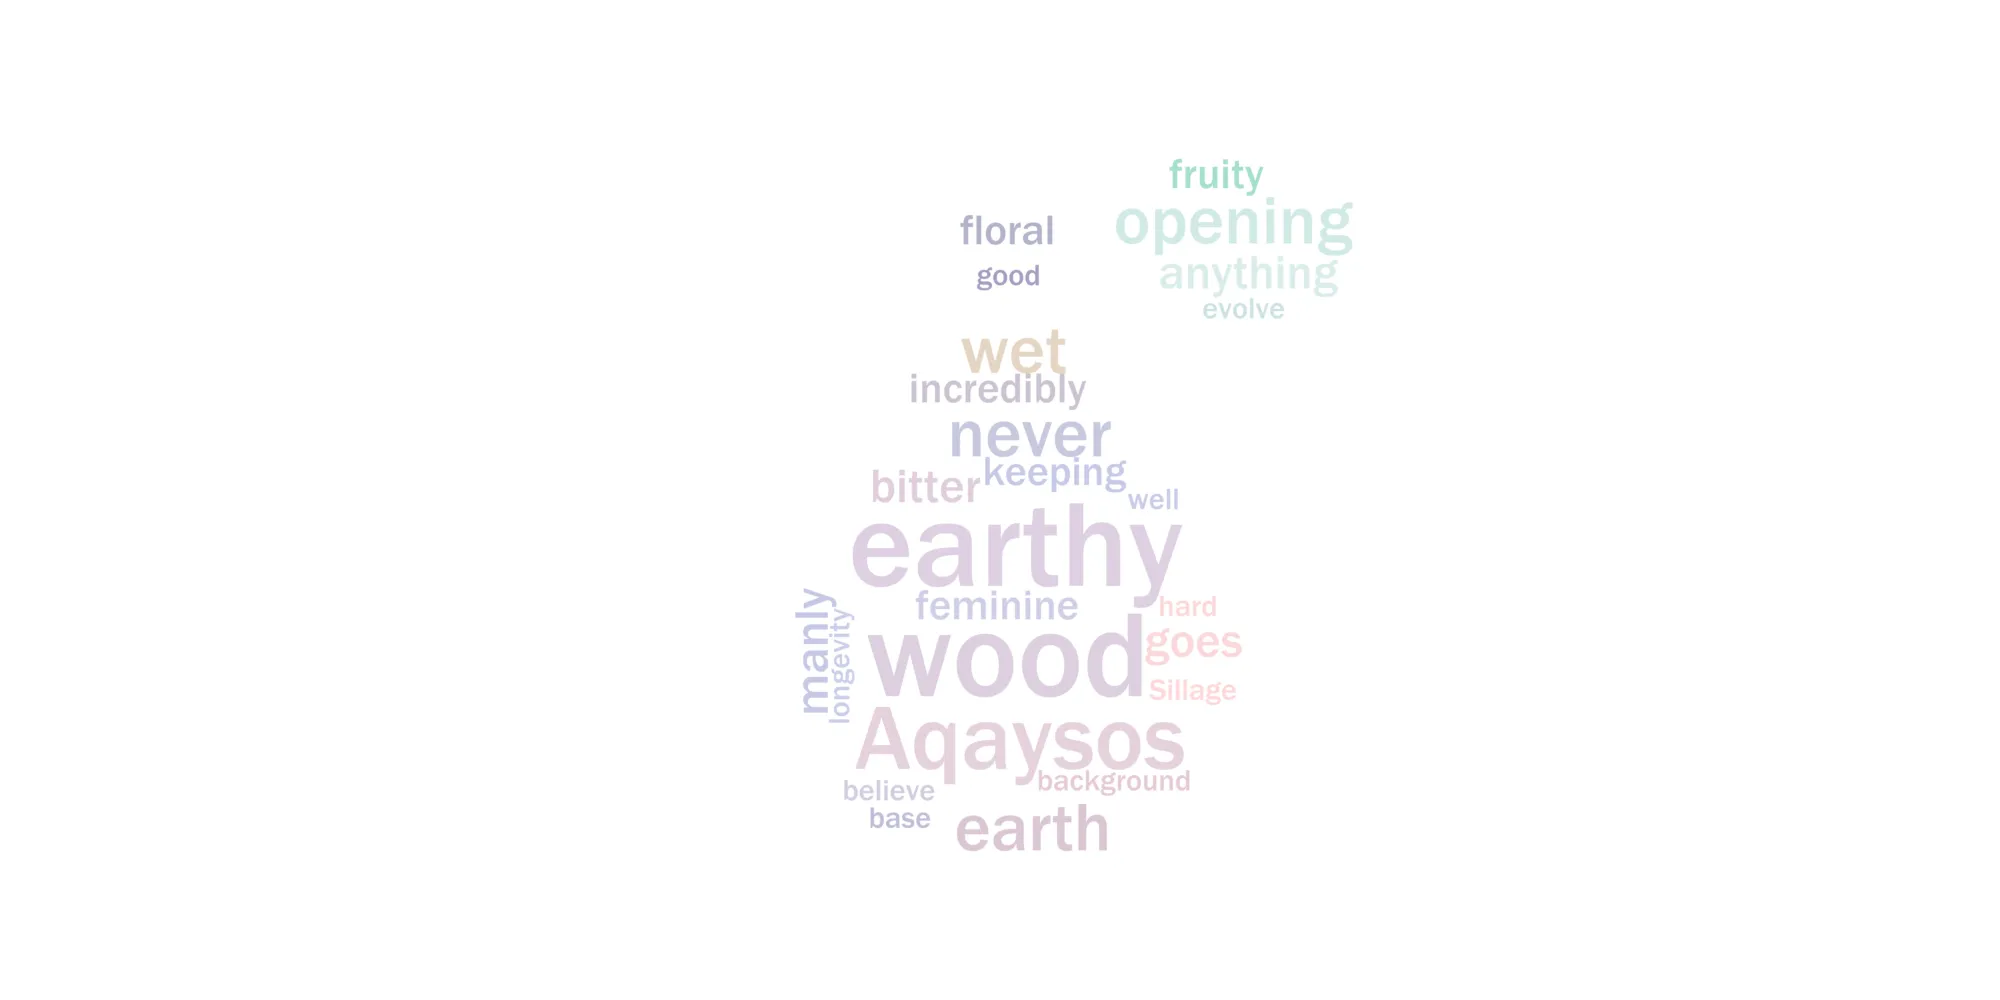 fruity
opening
floral
anything
good
evolve
wet
incredibly
never
keeping
bitter
well
earthy
feminine
hard
manly
longevity
wood
goes
Sillage
Aqaysos
background
believe
base
earth